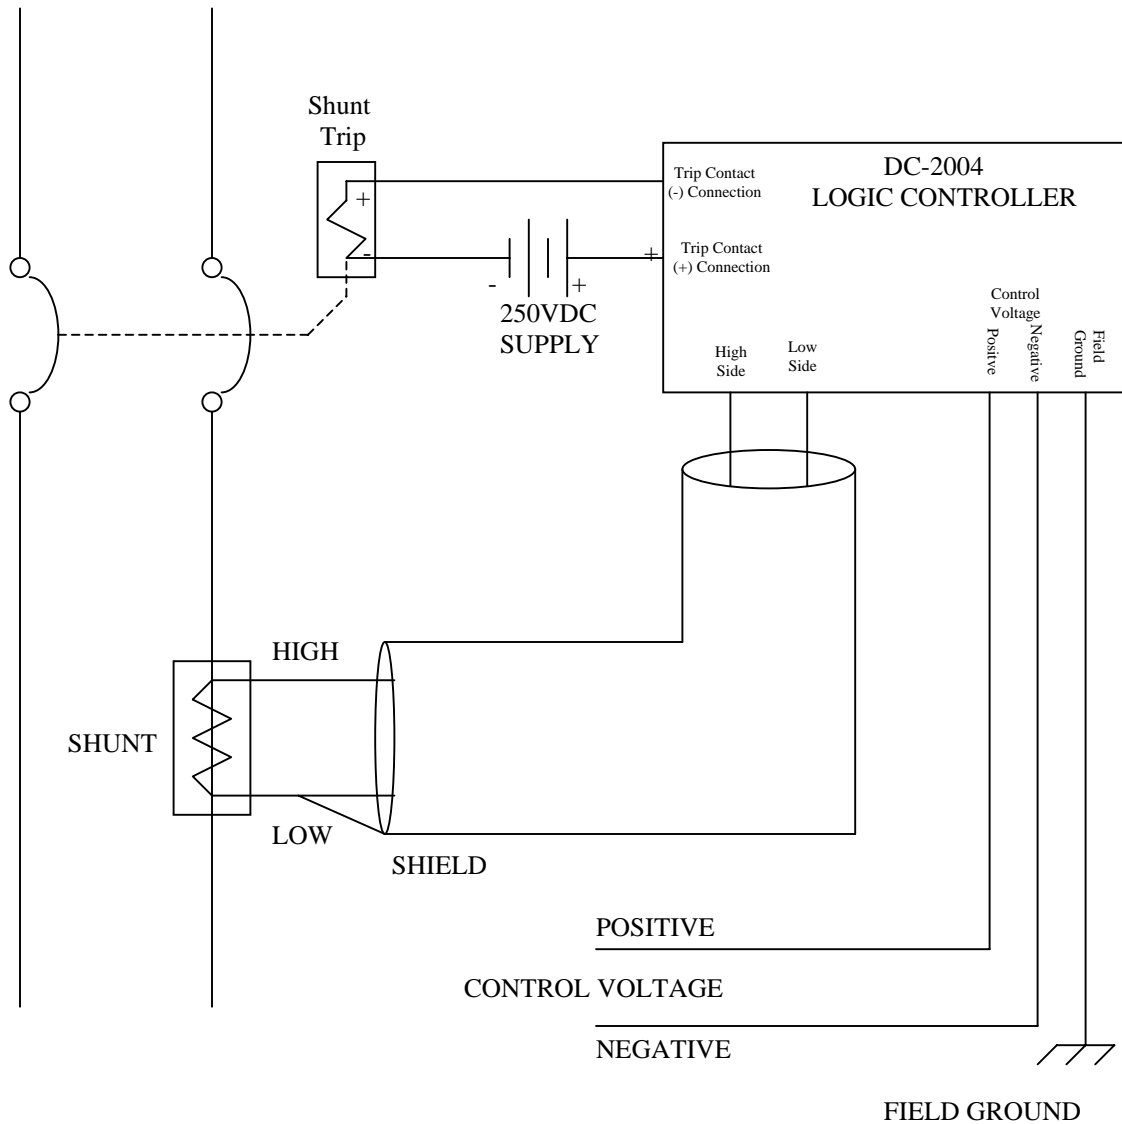 Shunt
Trip
+
-
-
+
250VDC
SUPPLY
DC-2004
LOGIC CONTROLLER
Trip Contact
(-) Connection
+
Trip Contact
(+) Connection
High
Side
Low
Side
Control
Voltage
Positve
Negative
Field
Ground
HIGH
SHUNT
LOW
SHIELD
POSITIVE
CONTROL VOLTAGE
NEGATIVE
FIELD GROUND